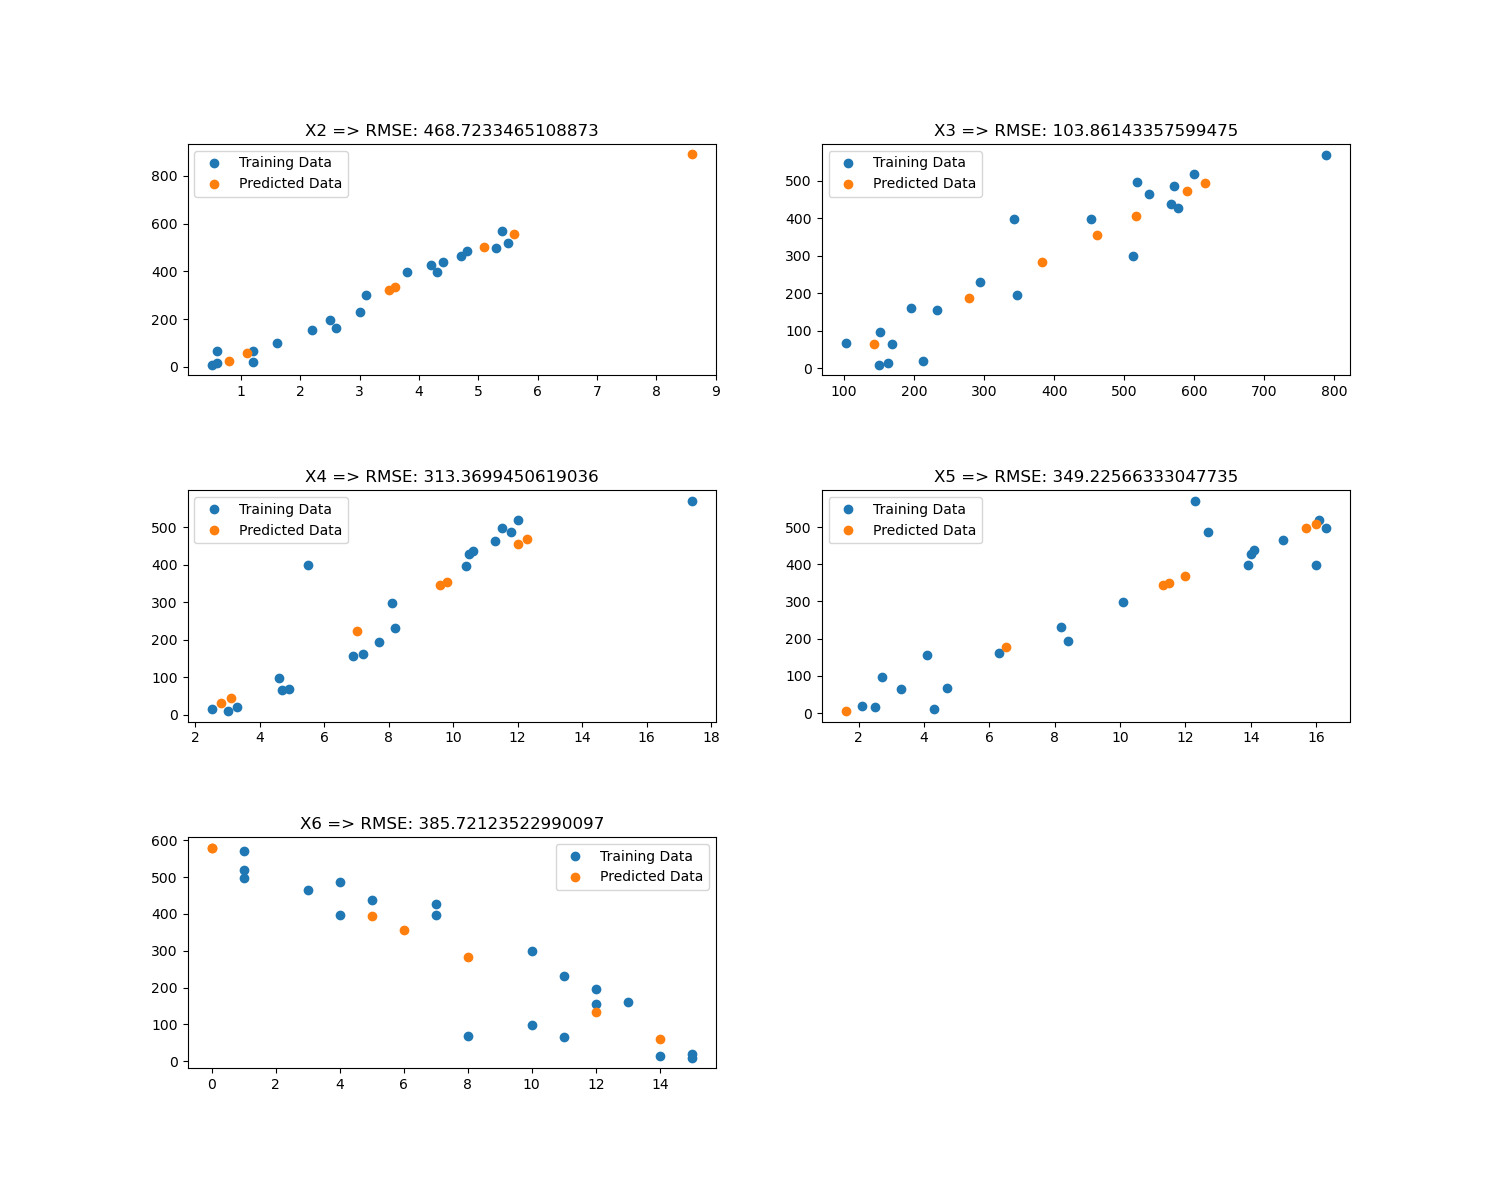 X2 => RMSE: 468.7233465108873
Training Data
Predicted Data
800
600
400
200
0
1 2 3 4 5 6 7 8 9
X3 => RMSE: 103.86143357599475
Training Data
Predicted Data
500
400
300
200
100
0
100 200 300 400 500 600 700 800
X4 => RMSE: 313.3699450619036
Training Data
Predicted Data
500
400
300
200
100
0
2 4 6 8 10 12 14 16 18
X5 => RMSE: 349.22566333047735
Training Data
Predicted Data
500
400
300
200
100
0
2 4 6 8 10 12 14 16
X6 => RMSE: 385.72123522990097
Training Data
Predicted Data
600
500
400
300
200
100
0
0 2 4 6 8 10 12 14